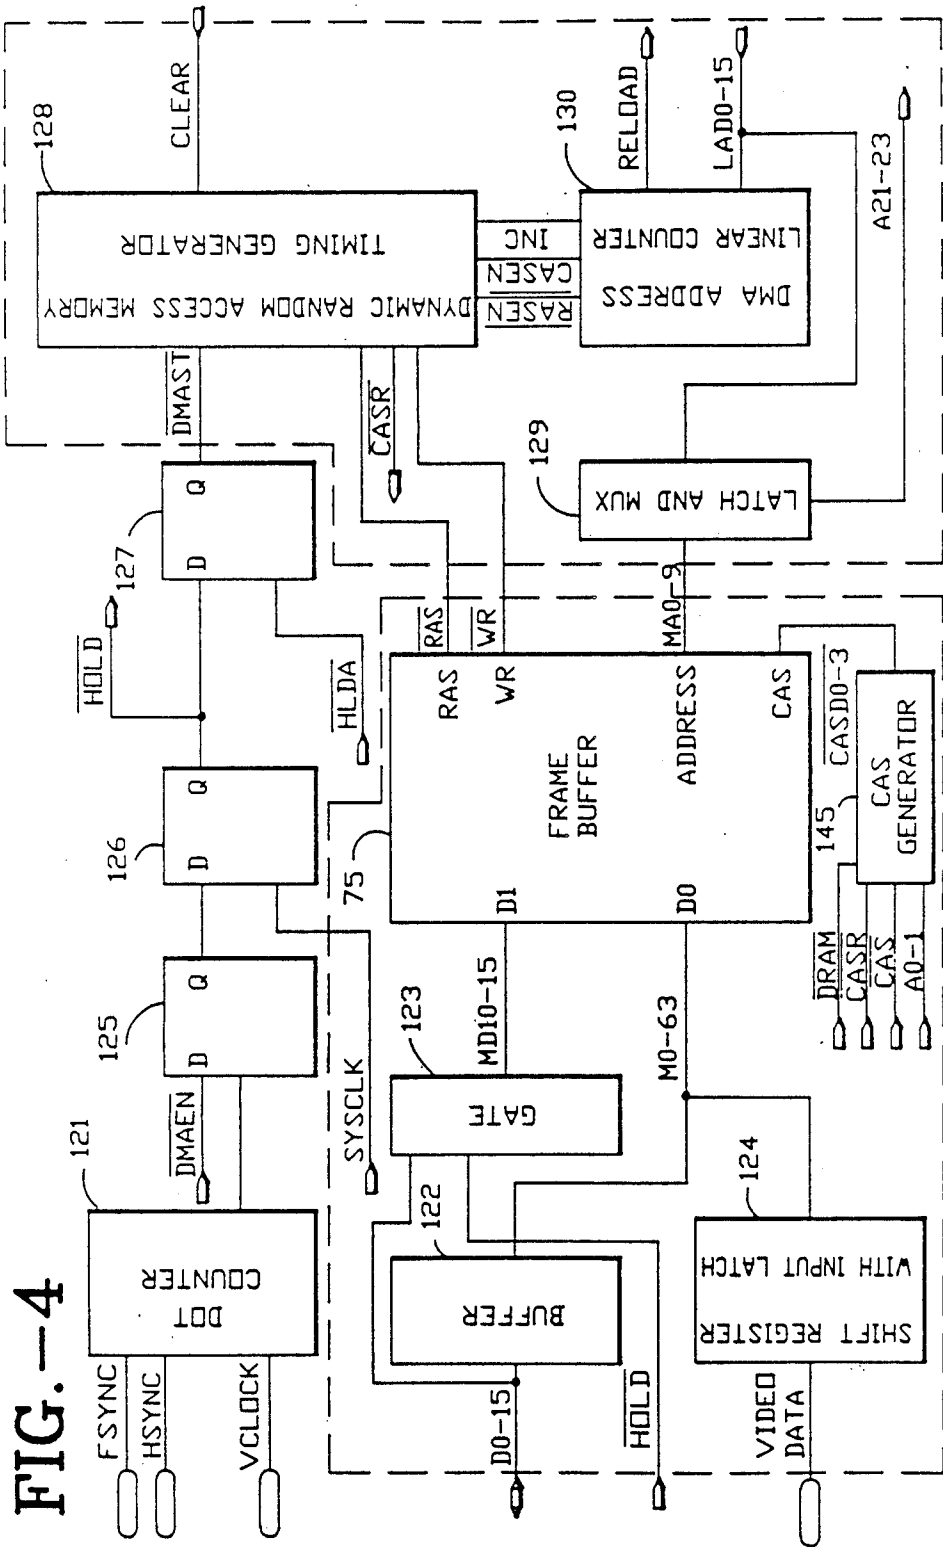 FIG.-4
FSYNC
HSYNC
VCLOCK
121
DOT
COUNTER
DMAEN
125
D
Q
126
D
Q
HOLD
127
D
Q
DMAST
128
DYNAMIC RANDOM ACCESS MEMORY
TIMING GENERATOR
CLEAR
SYSCLK
HLDA
CASR
RASEN
CASEN
INC
130
DMA ADDRESS
LINEAR COUNTER
RELOAD
LAD0-15
A21-23
129
LATCH AND MUX
MA0-9
RAS
WR
75
FRAME
BUFFER
RAS
WR
ADDRESS
CAS
D1
D0
123
GATE
MD10-15
M0-63
122
BUFFER
D0-15
HOLD
124
SHIFT REGISTER
WITH INPUT LATCH
VIDEO
DATA
CASD0-3
145
CAS
GENERATOR
DRAM
CASR
CAS
A0-1